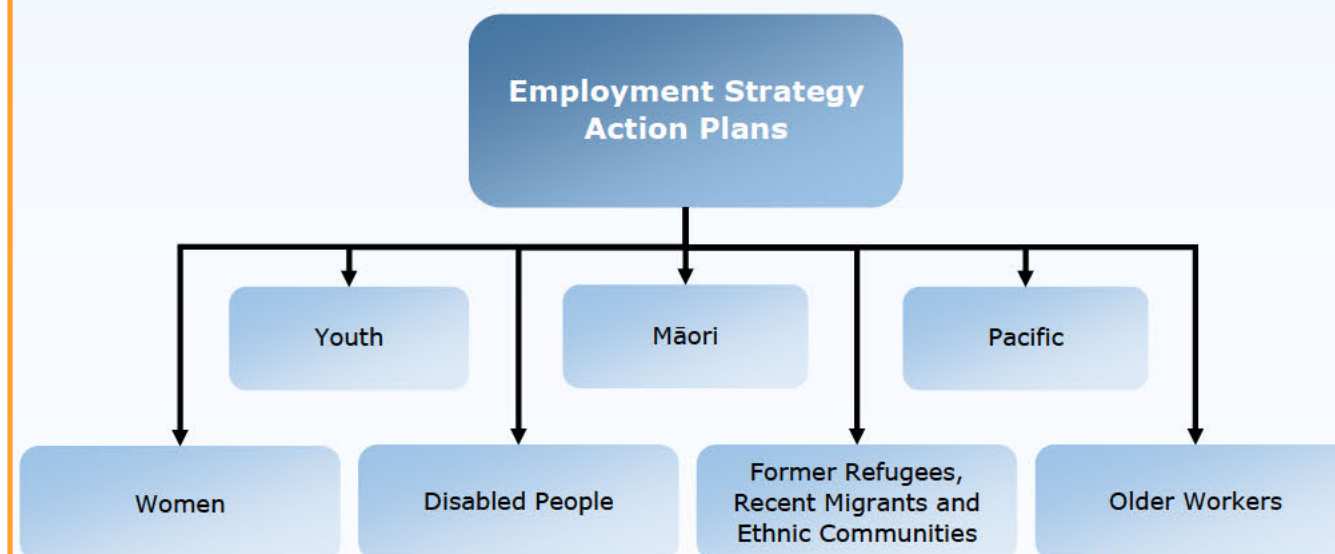 Employment Strategy
Action Plans
Youth
Māori
Pacific
Women
Disabled People
Former Refugees,
Recent Migrants and
Ethnic Communities
Older Workers